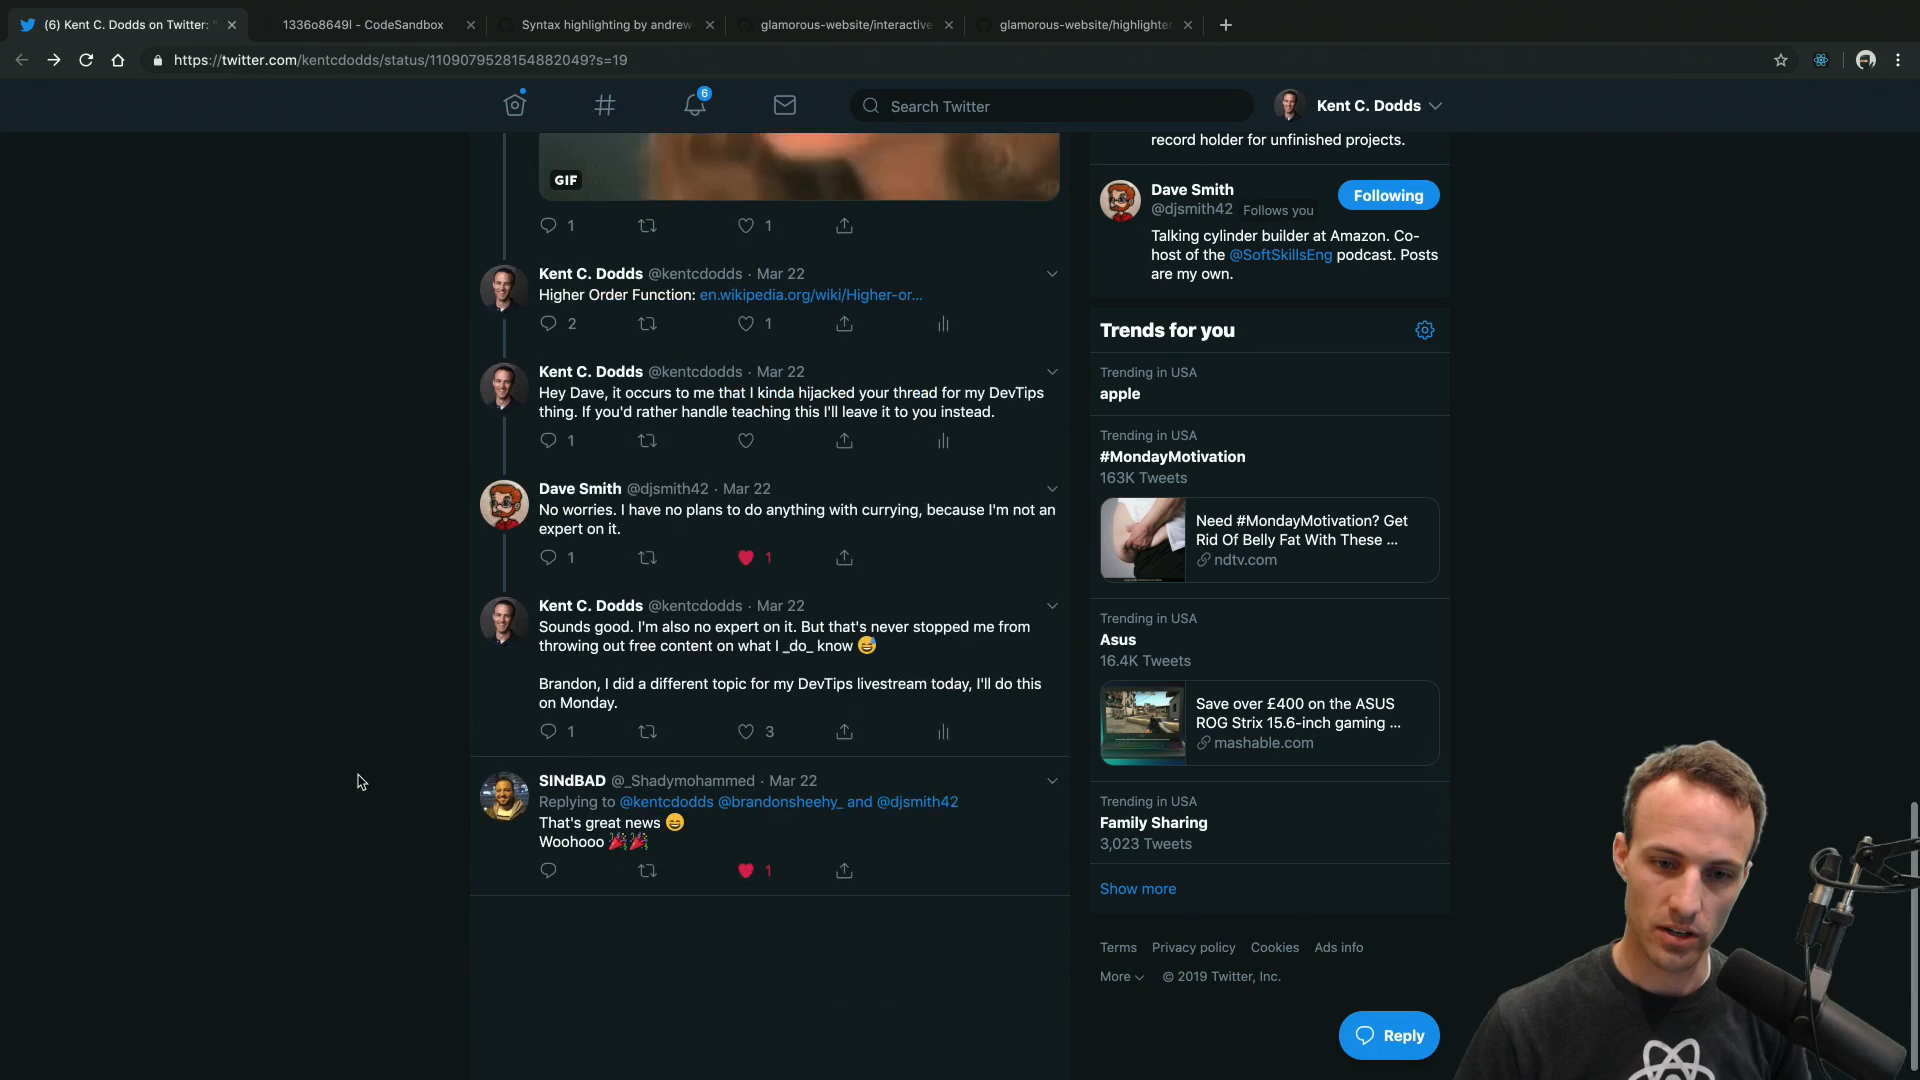 (6) Kent C. Dodds on Twitter: "
1336o8649l - CodeSandbox
Syntax highlighting by andrew
glamorous-website/interactive
glamorous-website/highlighter
https://twitter.com/kentcdodds/status/1109079528154882049?s=19
6
Search Twitter
Kent C. Dodds
GIF
1
1
Kent C. Dodds @kentcdodds · Mar 22
Higher Order Function: en.wikipedia.org/wiki/Higher-or...
2
1
Kent C. Dodds @kentcdodds · Mar 22
Hey Dave, it occurs to me that I kinda hijacked your thread for my DevTips
thing. If you'd rather handle teaching this I'll leave it to you instead.
1
Dave Smith @djsmith42 · Mar 22
No worries. I have no plans to do anything with currying, because I'm not an
expert on it.
1
1
Kent C. Dodds @kentcdodds · Mar 22
Sounds good. I'm also no expert on it. But that's never stopped me from
throwing out free content on what I _do_ know 😅
Brandon, I did a different topic for my DevTips livestream today, I'll do this
on Monday.
1
3
SINdBAD @_Shadymohammed · Mar 22
Replying to @kentcdodds @brandonsheehy_ and @djsmith42
That's great news 😄
Woohooo 🎉🎉
1
record holder for unfinished projects.
Dave Smith
@djsmith42 Follows you
Following
Talking cylinder builder at Amazon. Co-
host of the @SoftSkillsEng podcast. Posts
are my own.
Trends for you
Trending in USA
apple
Trending in USA
#MondayMotivation
163K Tweets
Need #MondayMotivation? Get
Rid Of Belly Fat With These ...
ndtv.com
Trending in USA
Asus
16.4K Tweets
Save over £400 on the ASUS
ROG Strix 15.6-inch gaming ...
mashable.com
Trending in USA
Family Sharing
3,023 Tweets
Show more
Terms Privacy policy Cookies Ads info
More © 2019 Twitter, Inc.
Reply